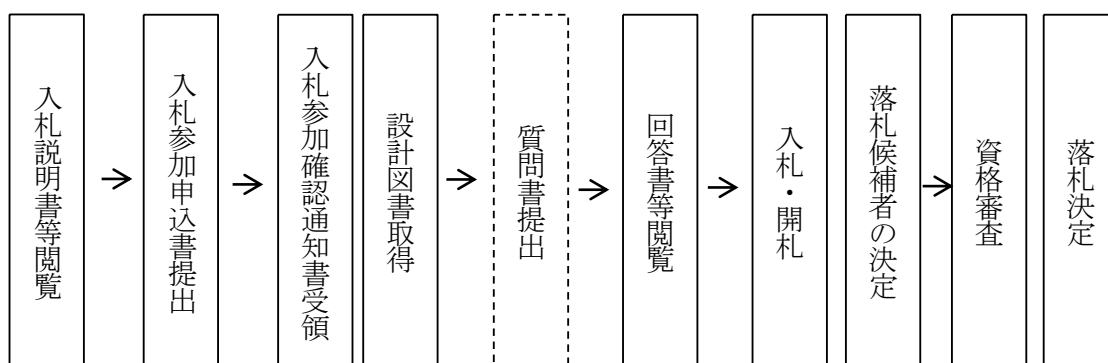 入札説明書等閲覧
入札参加申込書提出
入札参加確認通知書受領
設計図書取得
質問書提出
回答書等閲覧
入札・開札
落札候補者の決定
資格審査
落札決定